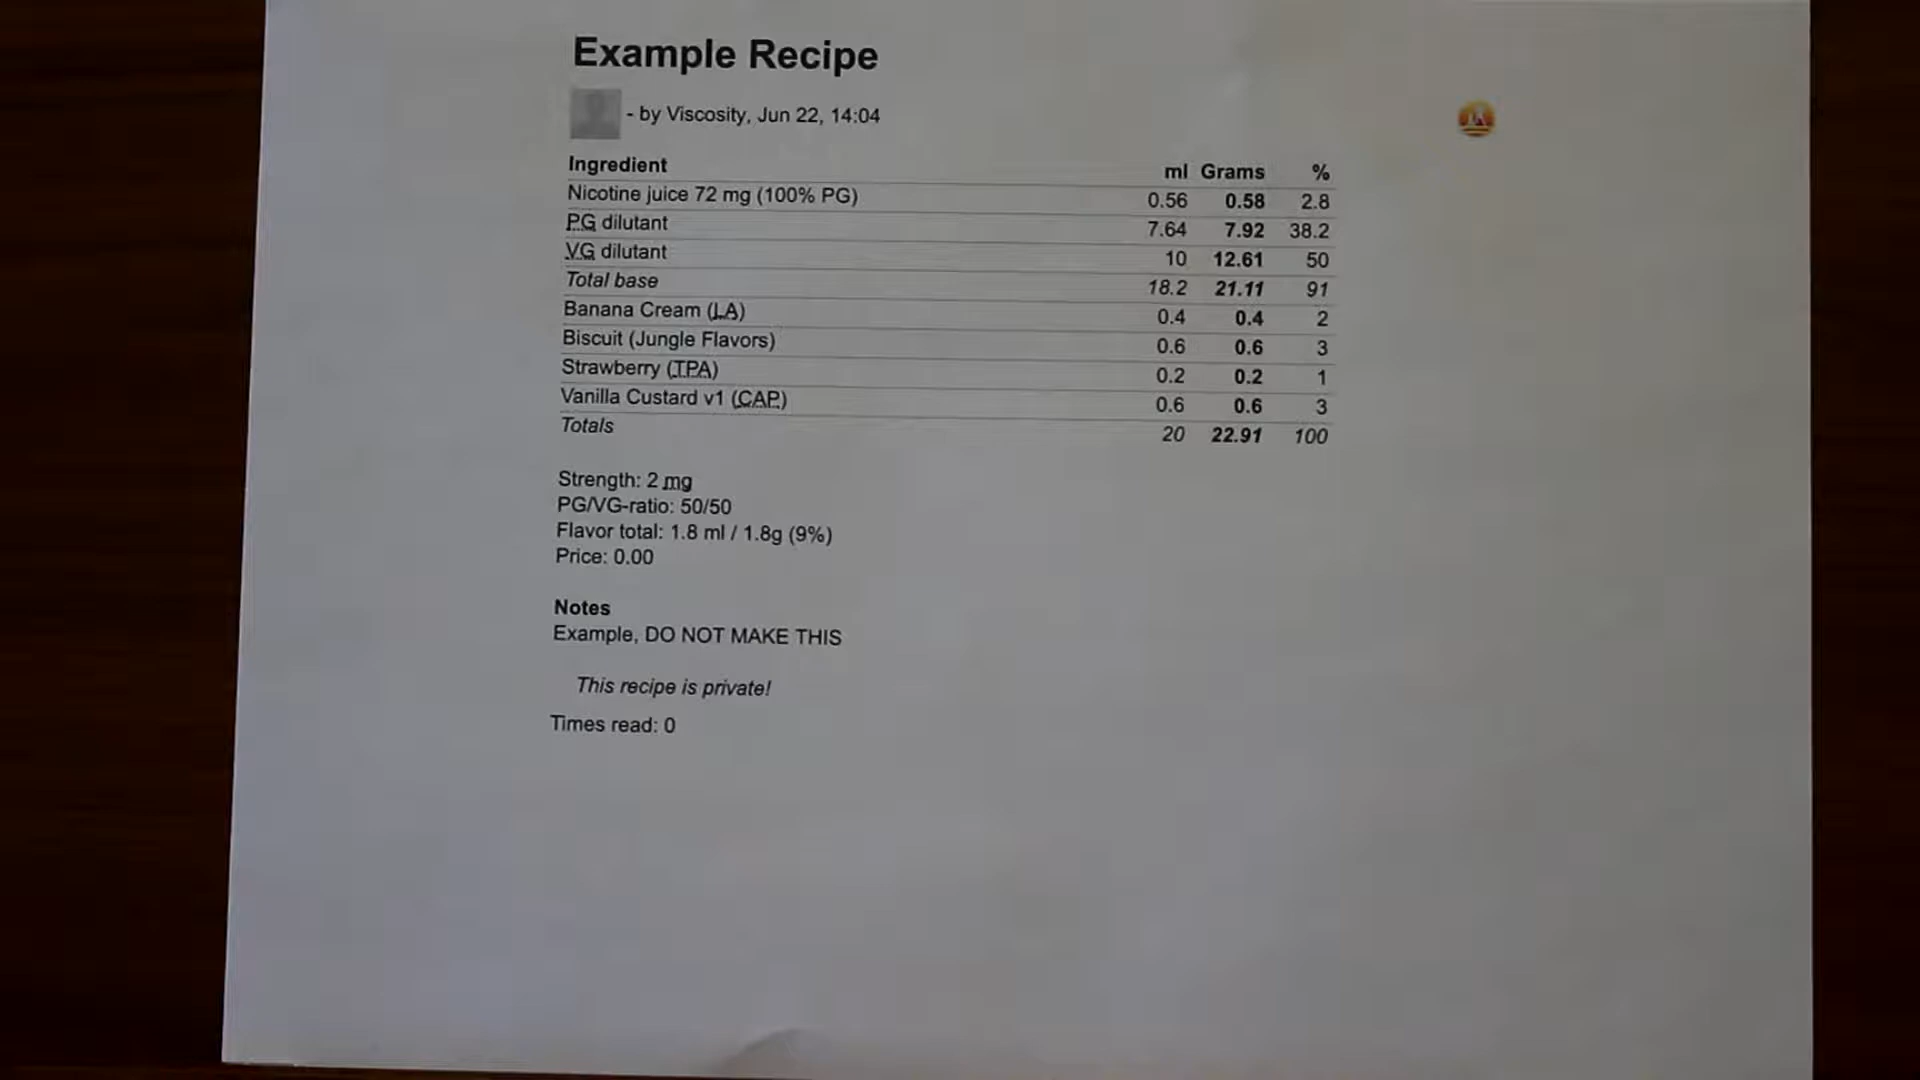 Example Recipe
- by Viscosity, Jun 22, 14:04
Ingredient ml Grams %
Nicotine juice 72 mg (100% PG) 0.56 0.58 2.8
PG dilutant 7.64 7.92 38.2
VG dilutant 10 12.61 50
Total base 18.2 21.11 91
Banana Cream (LA) 0.4 0.4 2
Biscuit (Jungle Flavors) 0.6 0.6 3
Strawberry (TPA) 0.2 0.2 1
Vanilla Custard v1 (CAP) 0.6 0.6 3
Totals 20 22.91 100
Strength: 2 mg
PG/VG-ratio: 50/50
Flavor total: 1.8 ml / 1.8g (9%)
Price: 0.00
Notes
Example, DO NOT MAKE THIS
This recipe is private!
Times read: 0